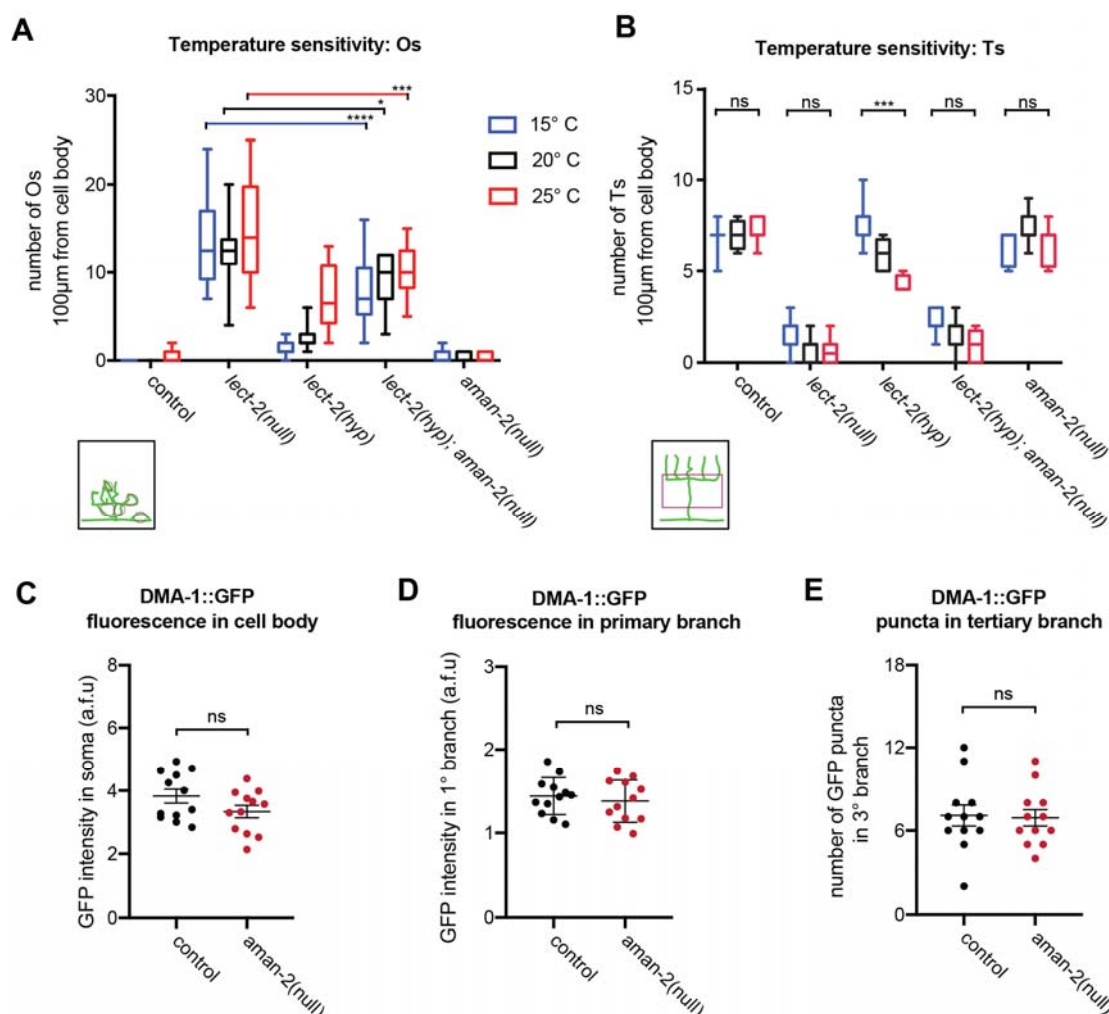 A
Temperature sensitivity: Os
number of Os
100µm from cell body
30
20
10
0
****
*
***
15° C
20° C
25° C
control
lect-2(null)
lect-2(hyp)
lect-2(hyp); aman-2(null)
aman-2(null)
B
Temperature sensitivity: Ts
number of Ts
100µm from cell body
15
10
5
0
ns
ns
***
ns
ns
control
lect-2(null)
lect-2(hyp)
lect-2(hyp); aman-2(null)
aman-2(null)
C
DMA-1::GFP
fluorescence in cell body
GFP intensity in soma (a.f.u)
8
6
4
2
0
ns
control
aman-2(null)
D
DMA-1::GFP
fluorescence in primary branch
GFP intensity in 1° branch (a.f.u)
3
2
1
0
ns
control
aman-2(null)
E
DMA-1::GFP
puncta in tertiary branch
number of GFP puncta
in 3° branch
18
12
6
0
ns
control
aman-2(null)